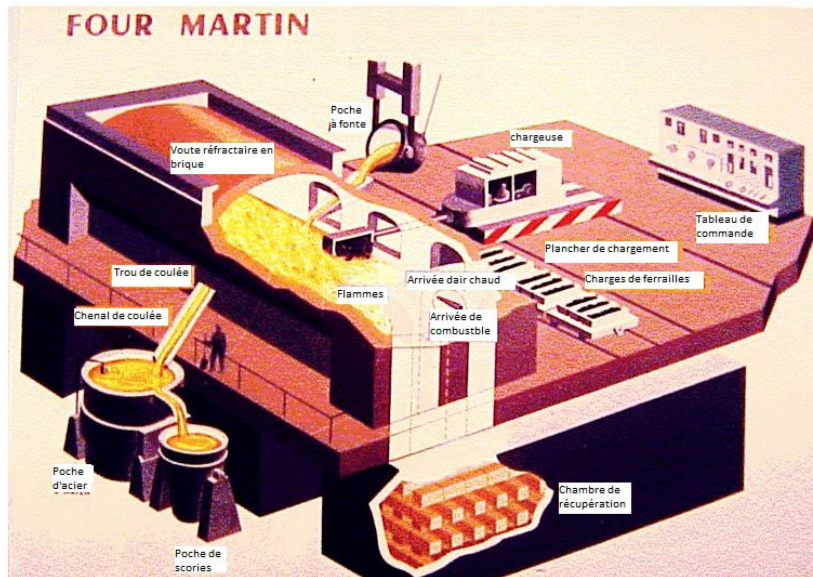 FOUR MARTIN
Poche
à fonte
Voute réfractaire en
brique
chargeuse
Tableau de
commande
Plancher de chargement
Trou de coulée
Arrivée dair chaud
Charges de ferrailles
Flammes
Chenal de coulée
Arrivée de
combustble
Poche
d'acier
Chambre de
récupération
Poche de
scories